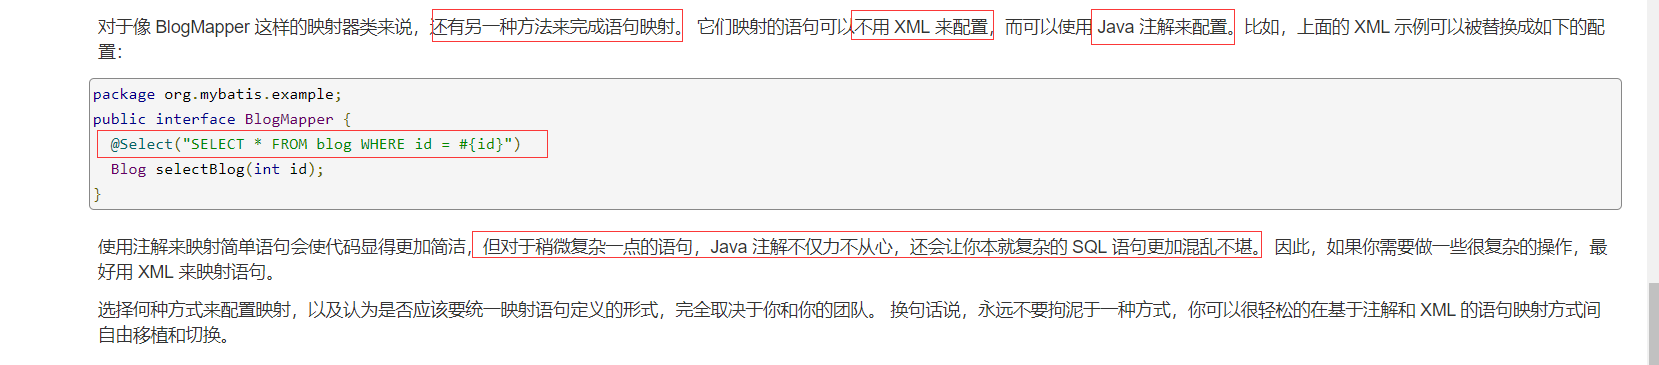 对于像 BlogMapper 这样的映射器类来说，还有另一种方法来完成语句映射。 它们映射的语句可以不用 XML 来配置，而可以使用 Java 注解来配置。比如，上面的 XML 示例可以被替换成如下的配
置：
package org.mybatis.example;
public interface BlogMapper {
  @Select("SELECT * FROM blog WHERE id = #{id}")
  Blog selectBlog(int id);
}
使用注解来映射简单语句会使代码显得更加简洁，但对于稍微复杂一点的语句，Java 注解不仅力不从心，还会让你本就复杂的 SQL 语句更加混乱不堪。 因此，如果你需要做一些很复杂的操作，最
好用 XML 来映射语句。
选择何种方式来配置映射，以及认为是否应该要统一映射语句定义的形式，完全取决于你和你的团队。 换句话说，永远不要拘泥于一种方式，你可以很轻松的在基于注解和 XML 的语句映射方式间
自由移植和切换。